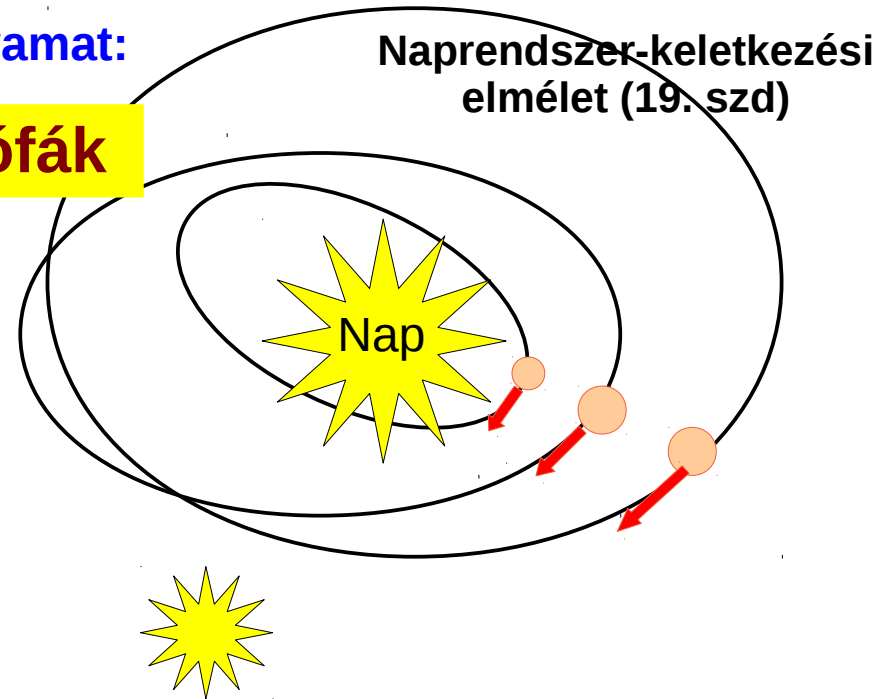 amat:
ófák
Naprendszer-keletkezési
elmélet (19. szd)
Nap